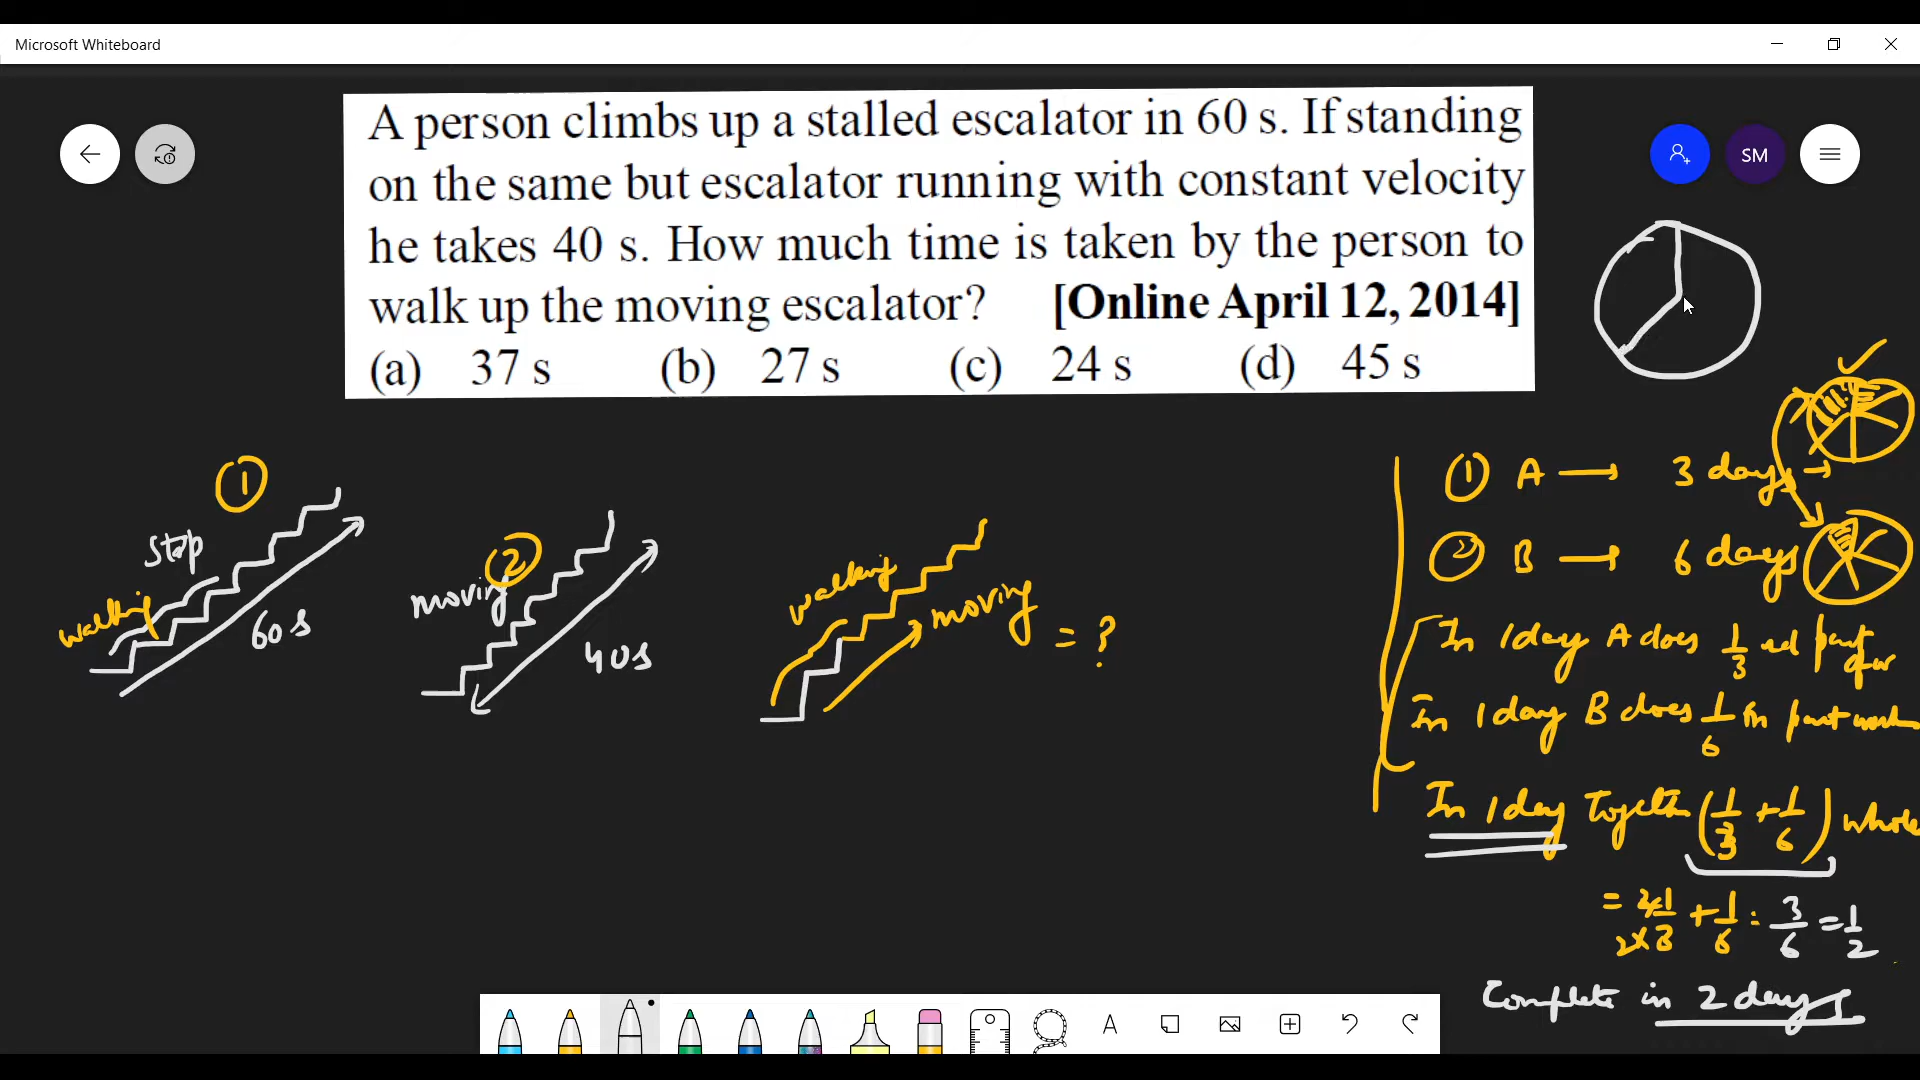 Microsoft Whiteboard
A person climbs up a stalled escalator in 60 s. If standing
on the same but escalator running with constant velocity
he takes 40 s. How much time is taken by the person to
walk up the moving escalator? [Online April 12, 2014]
(a) 37 s (b) 27 s (c) 24 s (d) 45 s
SM
1
stop
walking
60 s
2
moving
40s
walking
moving
= ?
① A → 3 days →
② B → 6 days
In 1 day A does 1/3 rd part
In 1 day B does 1/6 th part work
In 1 day Togeth (1/3 + 1/6) whole
= 2×1/2×3 + 1/6 = 3/6 = 1/2
Complete in 2 days
A